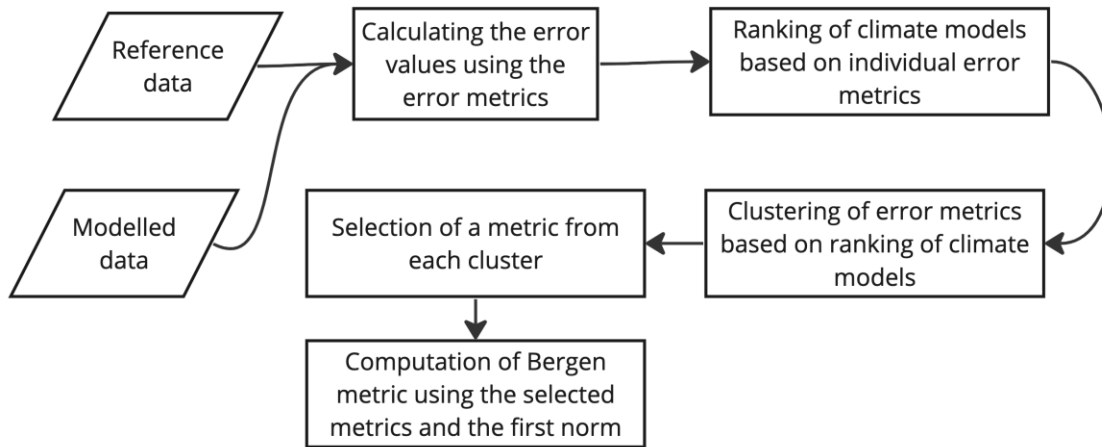 Reference
data
Calculating the error
values using the
error metrics
Ranking of climate models
based on individual error
metrics
Modelled
data
Selection of a metric from
each cluster
Clustering of error metrics
based on ranking of climate
models
Computation of Bergen
metric using the selected
metrics and the first norm